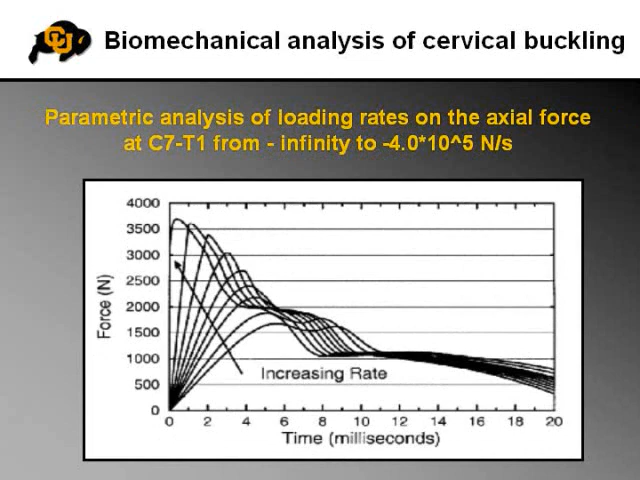 CU
Biomechanical analysis of cervical buckling
Parametric analysis of loading rates on the axial force
at C7-T1 from - infinity to -4.0*10^5 N/s
4000
3500
3000
2500
2000
1500
1000
500
0
Force (N)
Increasing Rate
0 2 4 6 8 10 12 14 16 18 20
Time (milliseconds)